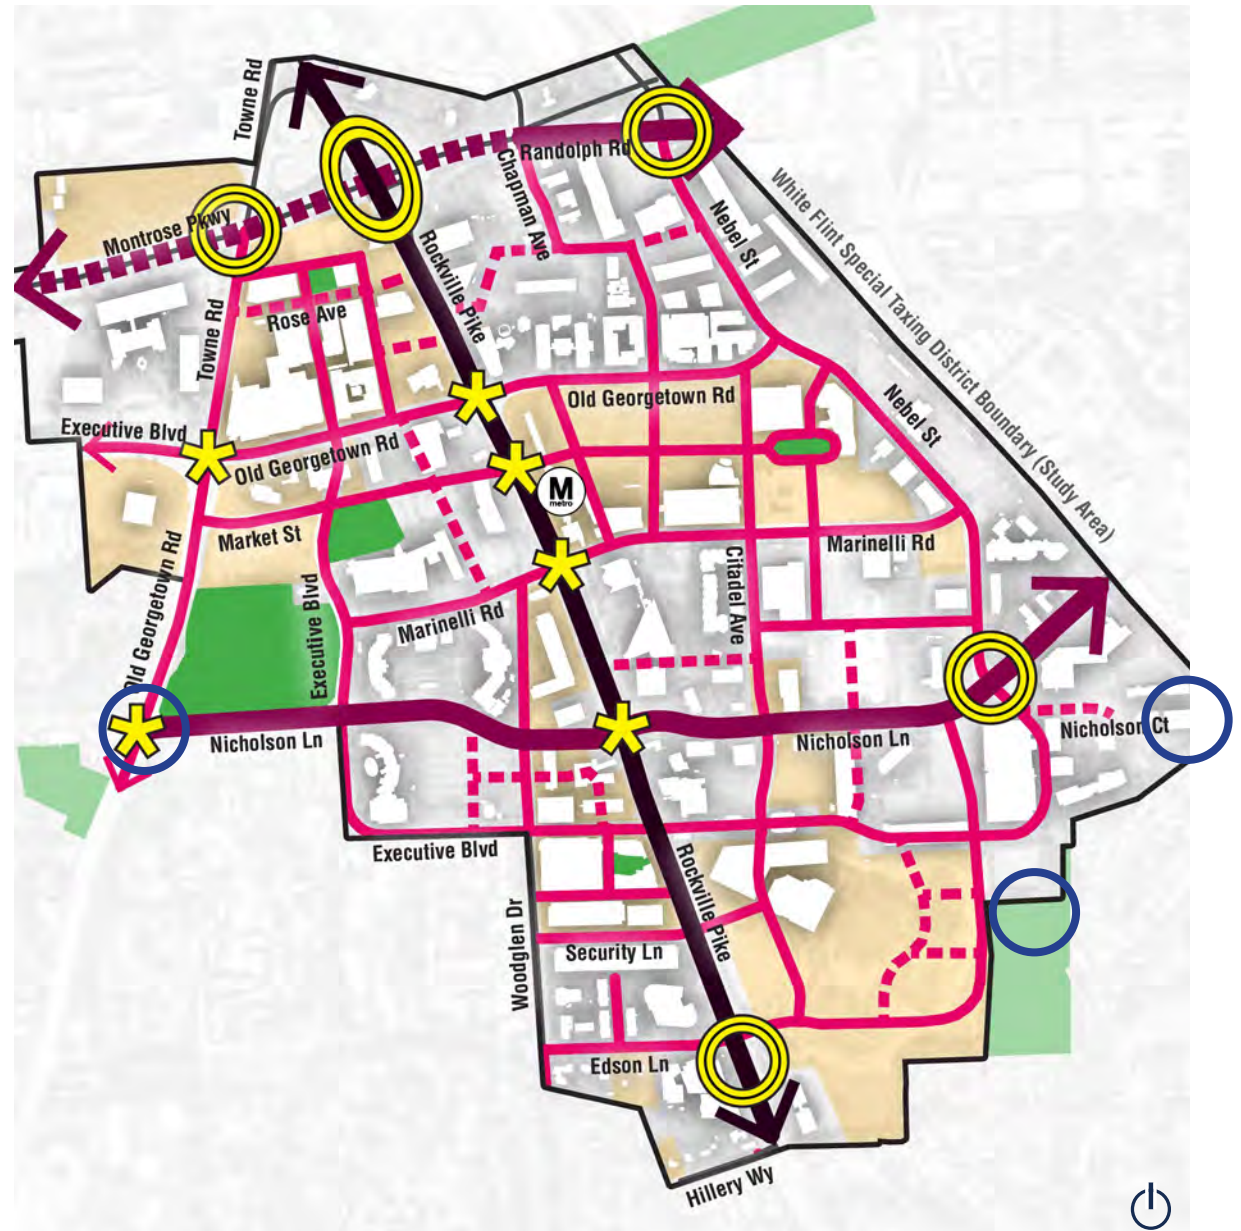 Towne Rd
Randolph Rd
Chapman Ave
Montrose Pkwy
White Flint Special Taxing District Boundary (Study Area)
Nebel St
Rockville Pike
Rose Ave
Towne Rd
Old Georgetown Rd
Nebel St
Executive Blvd
Old Georgetown Rd
M
metro
Market St
Marinelli Rd
Old Georgetown Rd
Executive Blvd
Citadel Ave
Marinelli Rd
Nicholson Ln
Nicholson Ln
Nicholson Ct
Executive Blvd
Rockville Pike
Woodglen Dr
Security Ln
Edson Ln
Hillery Wy